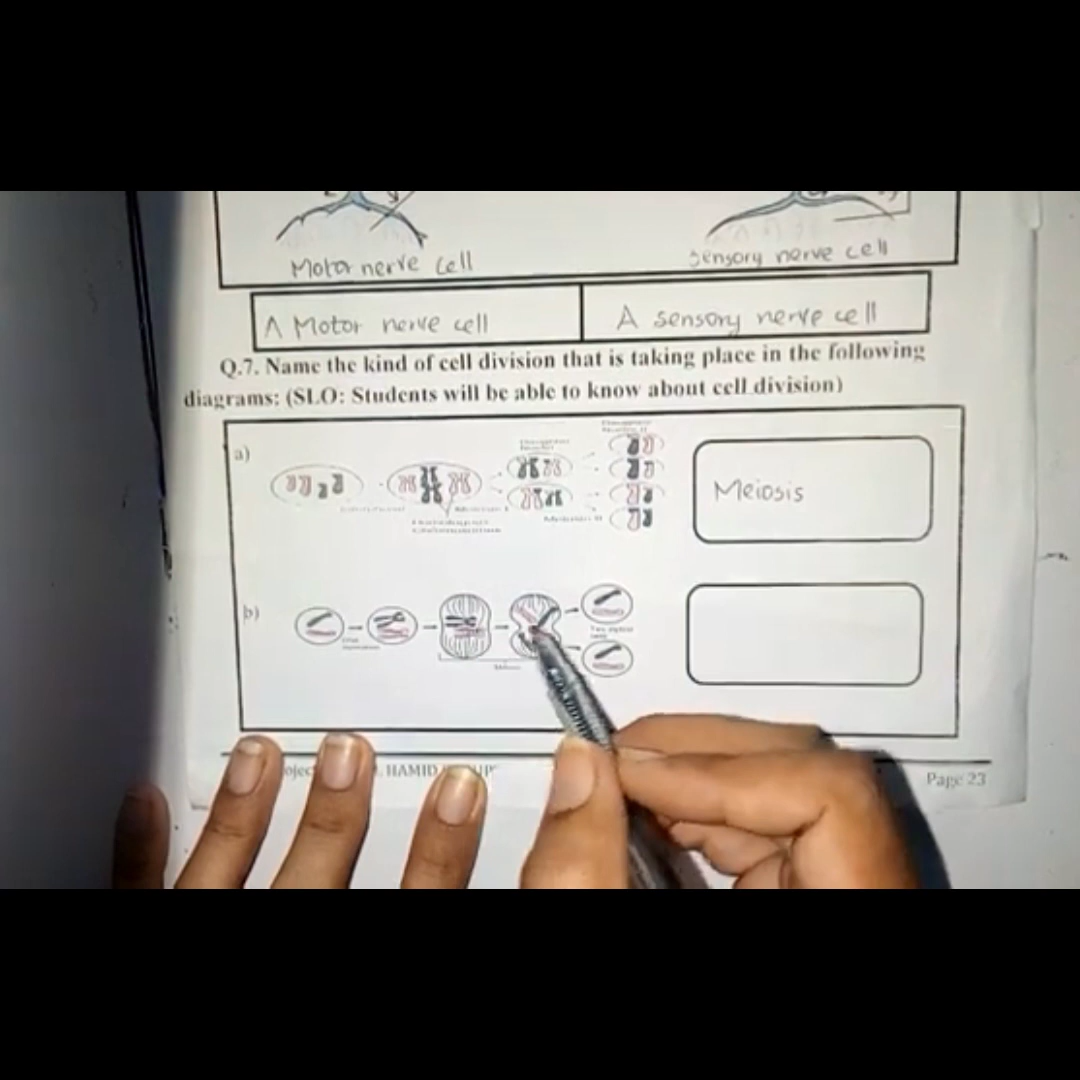 Motor nerve cell
Sensory nerve cell
A Motor nerve cell
A sensory nerve cell
Q.7. Name the kind of cell division that is taking place in the following
diagrams: (SLO: Students will be able to know about cell division)
a)
Meiosis
b)
HAMID
Page 23